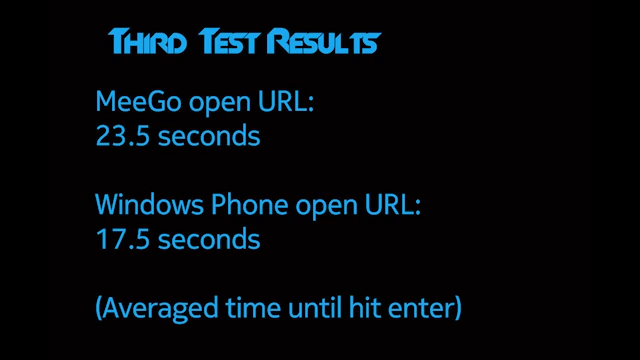 Third Test Results
MeeGo open URL:
23.5 seconds
Windows Phone open URL:
17.5 seconds
(Averaged time until hit enter)